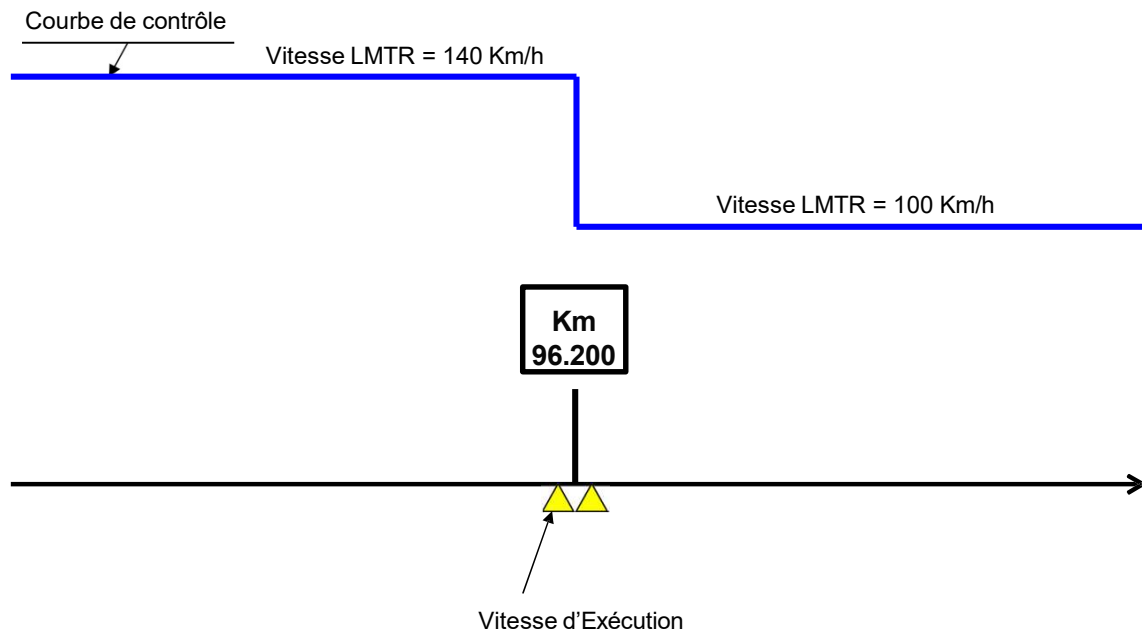 Courbe de contrôle
Vitesse LMTR = 140 Km/h
Vitesse LMTR = 100 Km/h
Km
96.200
Vitesse d’Exécution